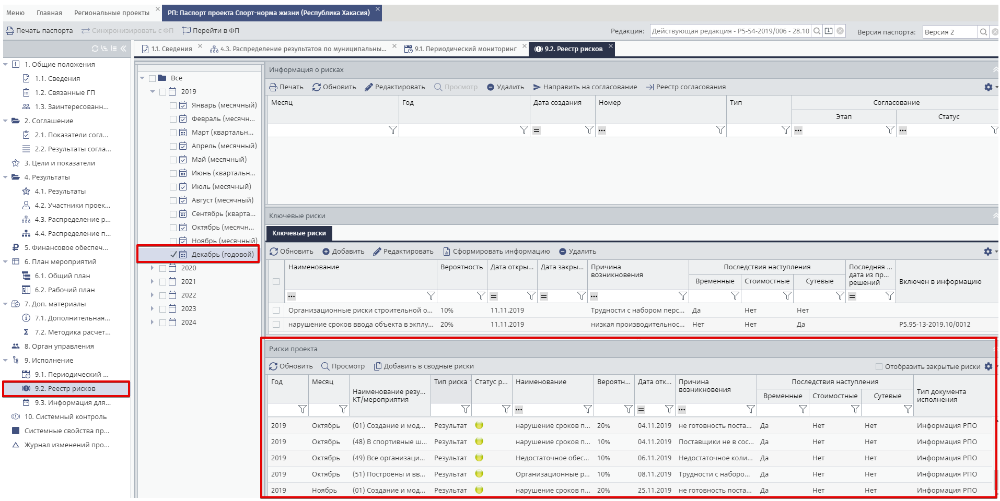 Меню Главная Региональные проекты РП: Паспорт проекта Спорт-норма жизни (Республика Хакасия)
Печать паспорта Синхронизировать с ФП Перейти в ФП Редакция: Действующая редакция - P5-54-2019/006 - 28.10 Версия паспорта: Версия 2
1.1. Сведения 4.3. Распределение результатов по муниципальны... 9.1. Периодический мониторинг 9.2. Реестр рисков
1. Общие положения
1.1. Сведения
1.2. Связанные ГП
1.3. Заинтересованн...
2. Соглашение
2.1. Показатели согл...
2.2. Результаты согла...
3. Цели и показатели
4. Результаты
4.1. Результаты
4.2. Участники проек...
4.3. Распределение р...
4.4. Распределение п...
5. Финансовое обеспеч...
6. План мероприятий
6.1. Общий план
6.2. Рабочий план
7. Доп. материалы
7.1. Дополнительная...
7.2. Методика расчет...
8. Орган управления
9. Исполнение
9.1. Периодический ...
9.2. Реестр рисков
9.3. Информация для...
10. Системный контроль
Системные свойства пр...
Журнал изменений про...
Все
2019
Январь (месячный)
Февраль (месячн...
Март (квартальн...
Апрель (месячный)
Май (месячный)
Июнь (квартальн...
Июль (месячный)
Август (месячный)
Сентябрь (кварта...
Октябрь (месячн...
Ноябрь (месячный)
Декабрь (годовой)
2020
2021
2022
2023
2024
Информация о рисках
Печать Обновить Редактировать Просмотр Удалить Направить на согласование Реестр согласования
Месяц Год Дата создания Номер Тип Согласование
Этап Статус
Ключевые риски
Ключевые риски
Обновить Добавить Редактировать Сформировать информацию Удалить
Наименование Вероятность Дата откры... Дата закры... Причина возникновения Последствия наступления Последняя ... дата из пр... решений Включен в информацию
Временные Стоимостные Сутевые
Организационные риски строительной о... 10% 11.11.2019 Трудности с набором перс... Да Нет Нет
нарушение сроков ввода объекта в экплу... 20% 11.11.2019 низкая производительнос... Нет Нет Да P5.95-13-2019.10/0012
Риски проекта
Обновить Просмотр Добавить в сводные риски Отобразить закрытые риски
Год Месяц Наименование резу... КТ/мероприятия Тип риска Статус р... Наименование Вероятн... Дата отк... Причина возникновения Последствия наступления Тип документа исполнения
Временные Стоимостные Сутевые
2019 Октябрь (01) Создание и мод... Результат нарушение сроков п... 20% 04.11.2019 не готовность поста... Да Нет Нет Информация РПО
2019 Октябрь (48) В спортивные ш... Результат нарушение сроков п... 10% 04.11.2019 Поставщики не в сос... Да Нет Нет Информация РПО
2019 Октябрь (49) Все организаци... Результат Недостаточное обес... 10% 06.11.2019 Недостаточное коли... Да Нет Нет Информация РПО
2019 Октябрь (51) Построены и вв... Результат Организационные р... 10% 08.11.2019 Трудности с наборо... Да Нет Нет Информация РПО
2019 Ноябрь (01) Создание и мод... Результат нарушение сроков п... 20% 25.11.2019 не готовность поста... Да Нет Нет Информация РПО